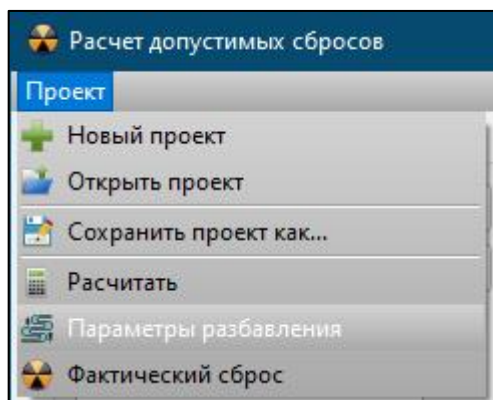 Расчет допустимых сбросов
Проект
Новый проект
Открыть проект
Сохранить проект как...
Расчитать
Параметры разбавления
Фактический сброс